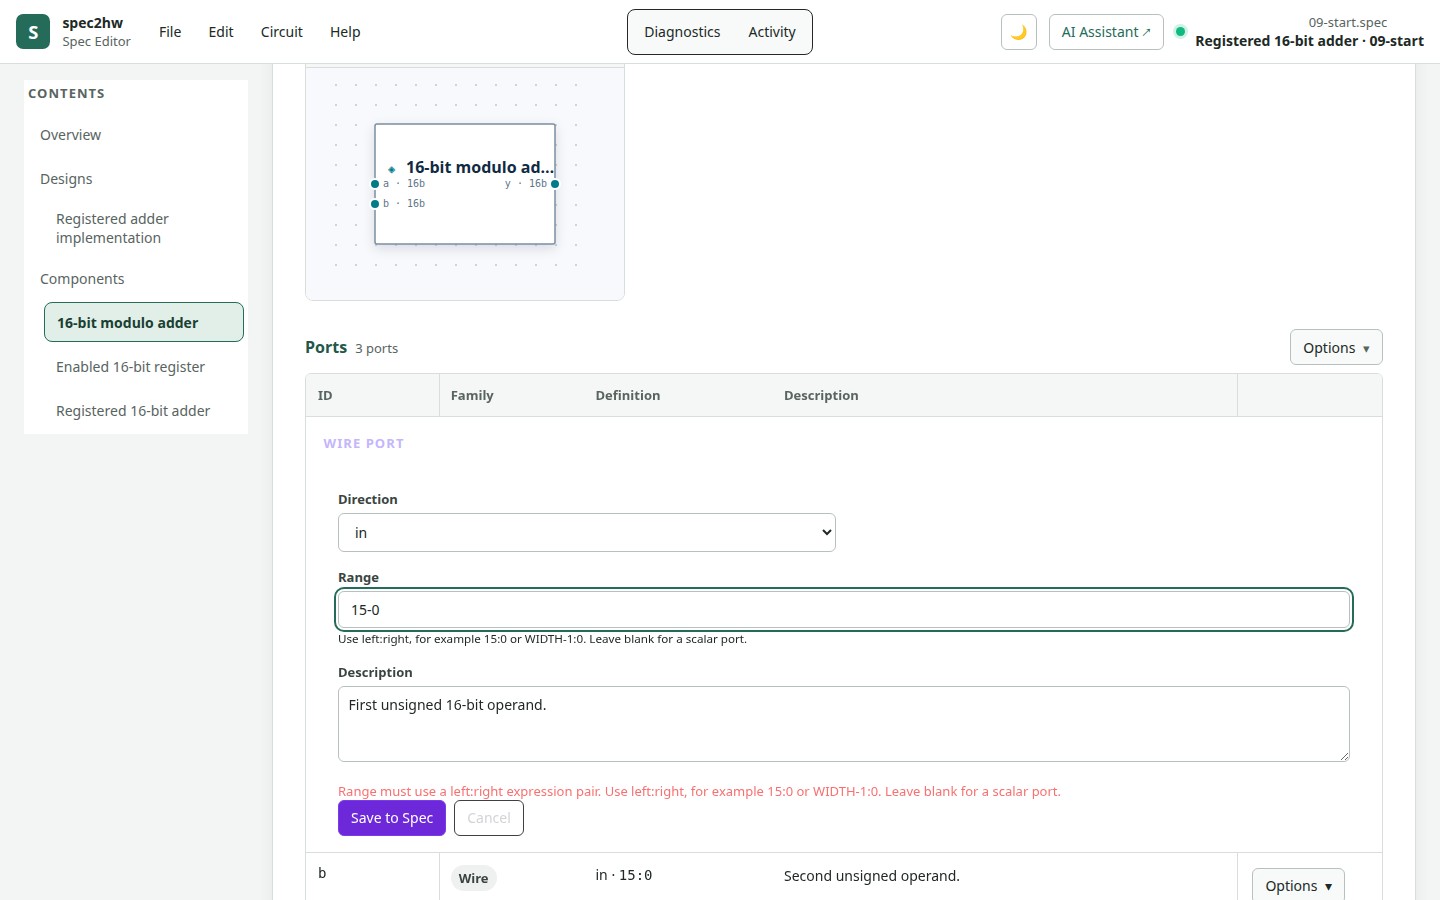 S
spec2hw
Spec Editor
File
Edit
Circuit
Help
Diagnostics
Activity
🌙
AI Assistant ↗
09-start.spec
Registered 16-bit adder · 09-start
CONTENTS
Overview
Designs
Registered adder
implementation
Components
16-bit modulo adder
Enabled 16-bit register
Registered 16-bit adder
◈ 16-bit modulo ad...
a · 16b
y · 16b
b · 16b
Ports 3 ports
Options ▾
ID
Family
Definition
Description
WIRE PORT
Direction
in
Range
15-0
Use left:right, for example 15:0 or WIDTH-1:0. Leave blank for a scalar port.
Description
First unsigned 16-bit operand.
Range must use a left:right expression pair. Use left:right, for example 15:0 or WIDTH-1:0. Leave blank for a scalar port.
Save to Spec
Cancel
b
Wire
in · 15:0
Second unsigned operand.
Options ▾